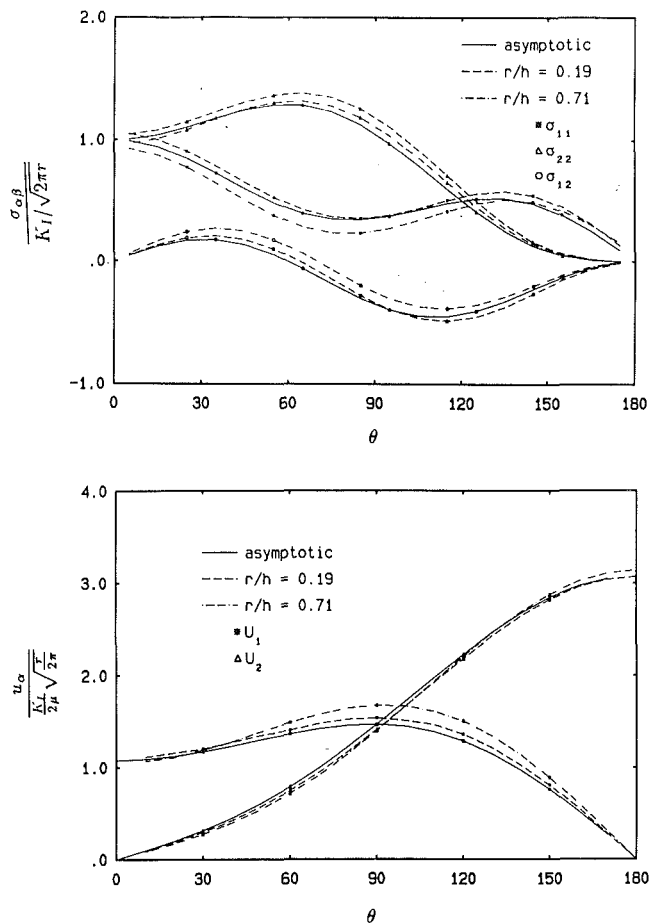 2.0
1.0
.0
-1.0
0 30 60 90 120 150 180
θ
σαβ
K_I/√2πr
asymptotic
r/h = 0.19
r/h = 0.71
σ11
σ22
σ12
4.0
3.0
2.0
1.0
.0
0 30 60 90 120 150 180
θ
uα
K_I/2μ √r/2π
asymptotic
r/h = 0.19
r/h = 0.71
U1
U2